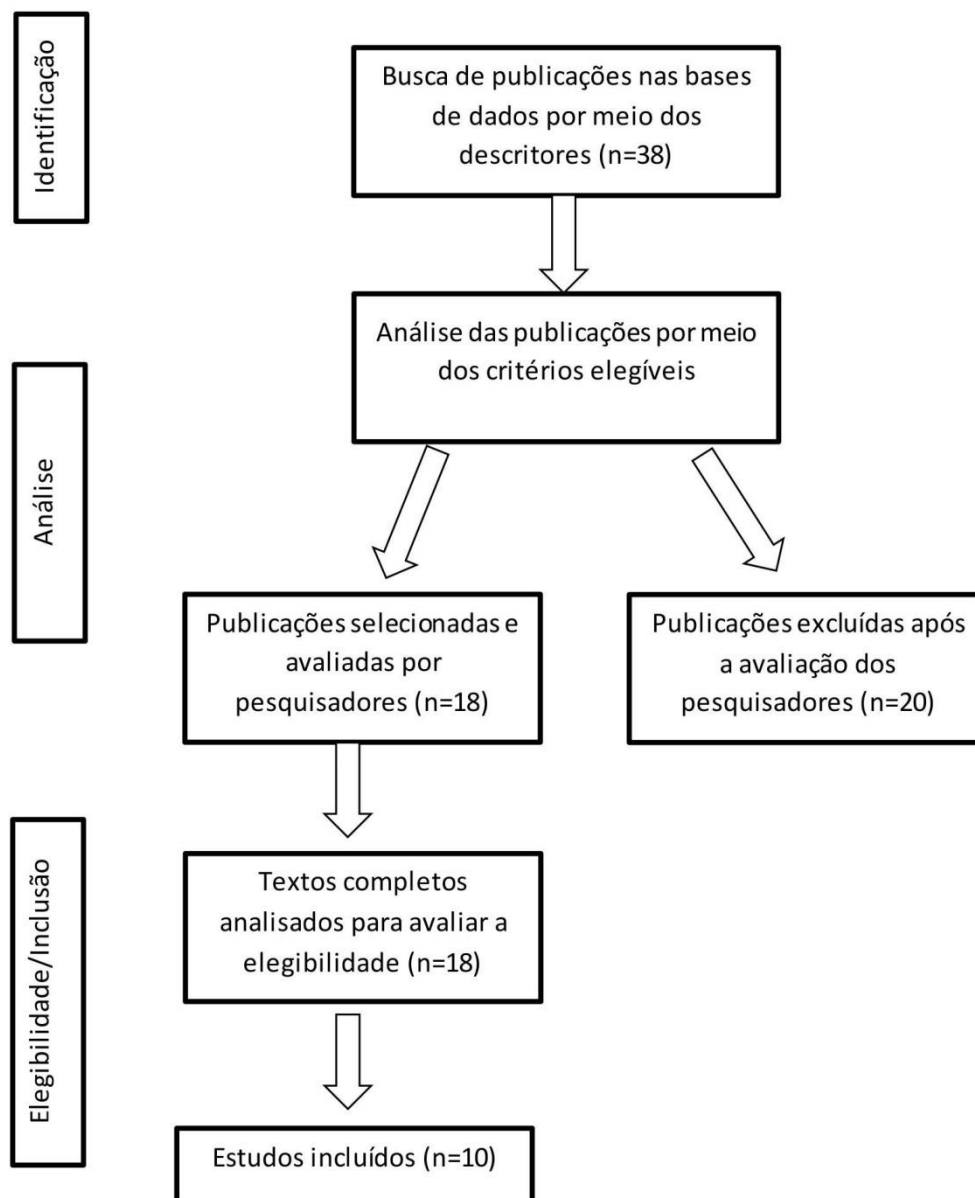 Identificação
Busca de publicações nas bases
de dados por meio dos
descritores (n=38)
Análise das publicações por meio
dos critérios elegíveis
Análise
Publicações selecionadas e
avaliadas por
pesquisadores (n=18)
Publicações excluídas após
a avaliação dos
pesquisadores (n=20)
Elegibilidade/Inclusão
Textos completos
analisados para avaliar a
elegibilidade (n=18)
Estudos incluídos (n=10)